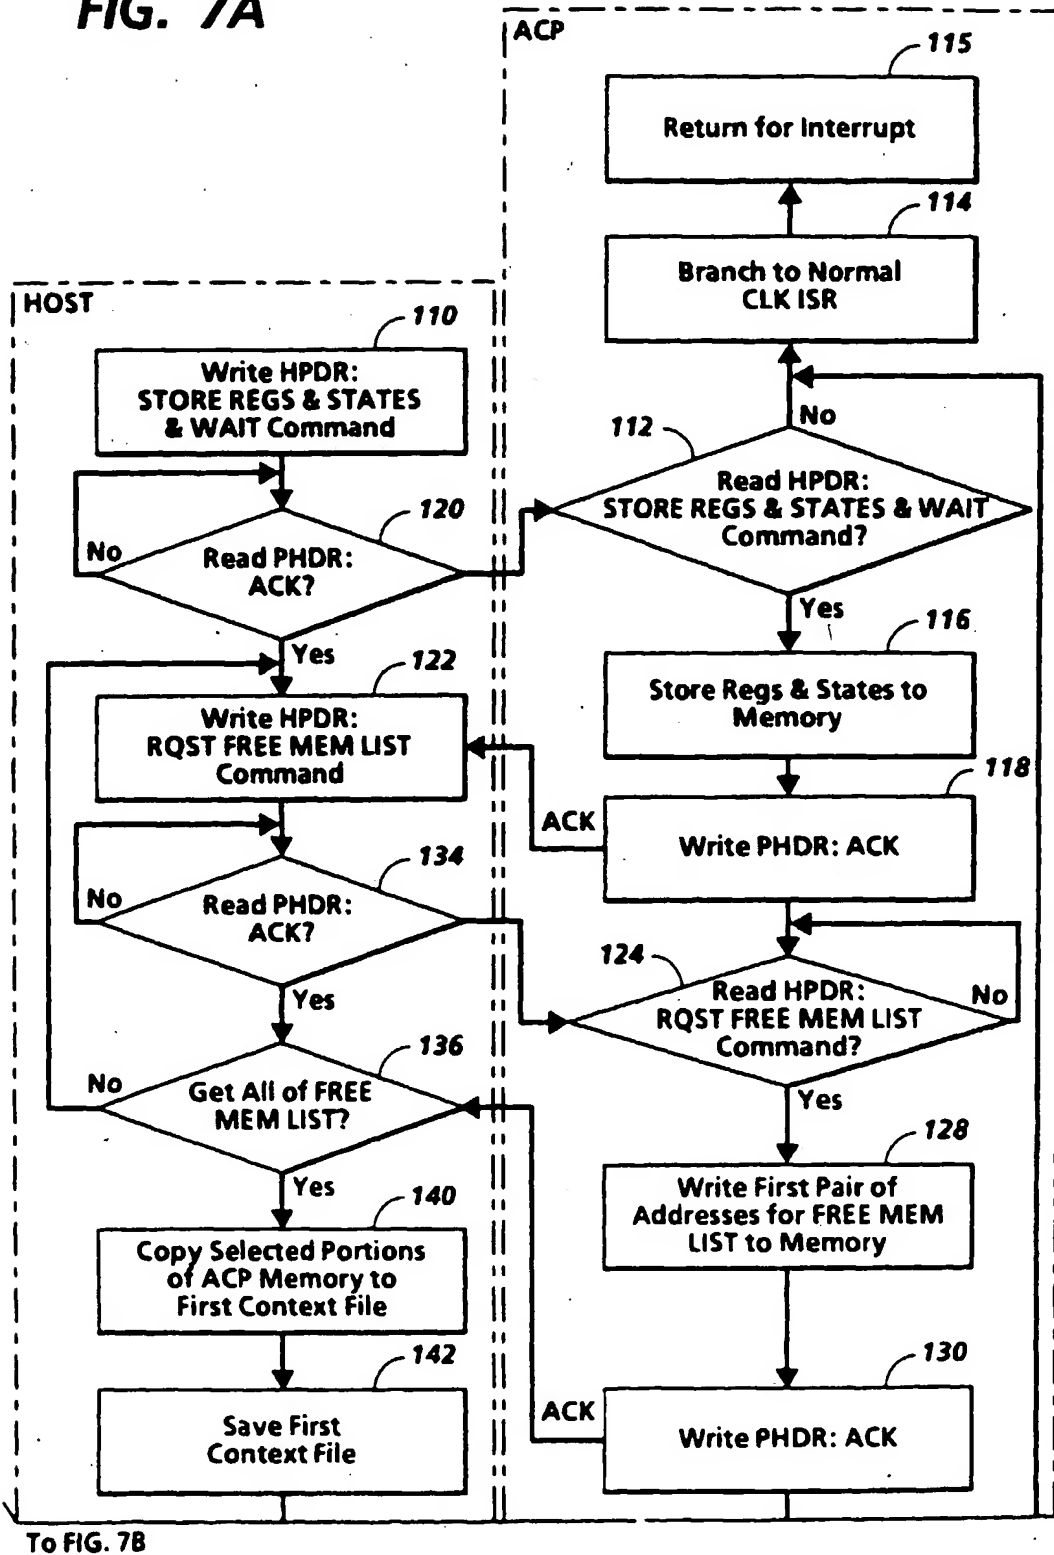 FIG. 7A
HOST
110
Write HPDR:
STORE REGS & STATES
& WAIT Command
120
Read PHDR:
ACK?
No
Yes
122
Write HPDR:
RQST FREE MEM LIST
Command
134
Read PHDR:
ACK?
No
Yes
136
Get All of FREE
MEM LIST?
No
Yes
140
Copy Selected Portions
of ACP Memory to
First Context File
142
Save First
Context File
To FIG. 7B
ACP
115
Return for Interrupt
114
Branch to Normal
CLK ISR
No
112
Read HPDR:
STORE REGS & STATES & WAIT
Command?
Yes
116
Store Regs & States to
Memory
118
ACK
Write PHDR: ACK
124
Read HPDR:
RQST FREE MEM LIST
Command?
No
Yes
128
Write First Pair of
Addresses for FREE MEM
LIST to Memory
130
ACK
Write PHDR: ACK